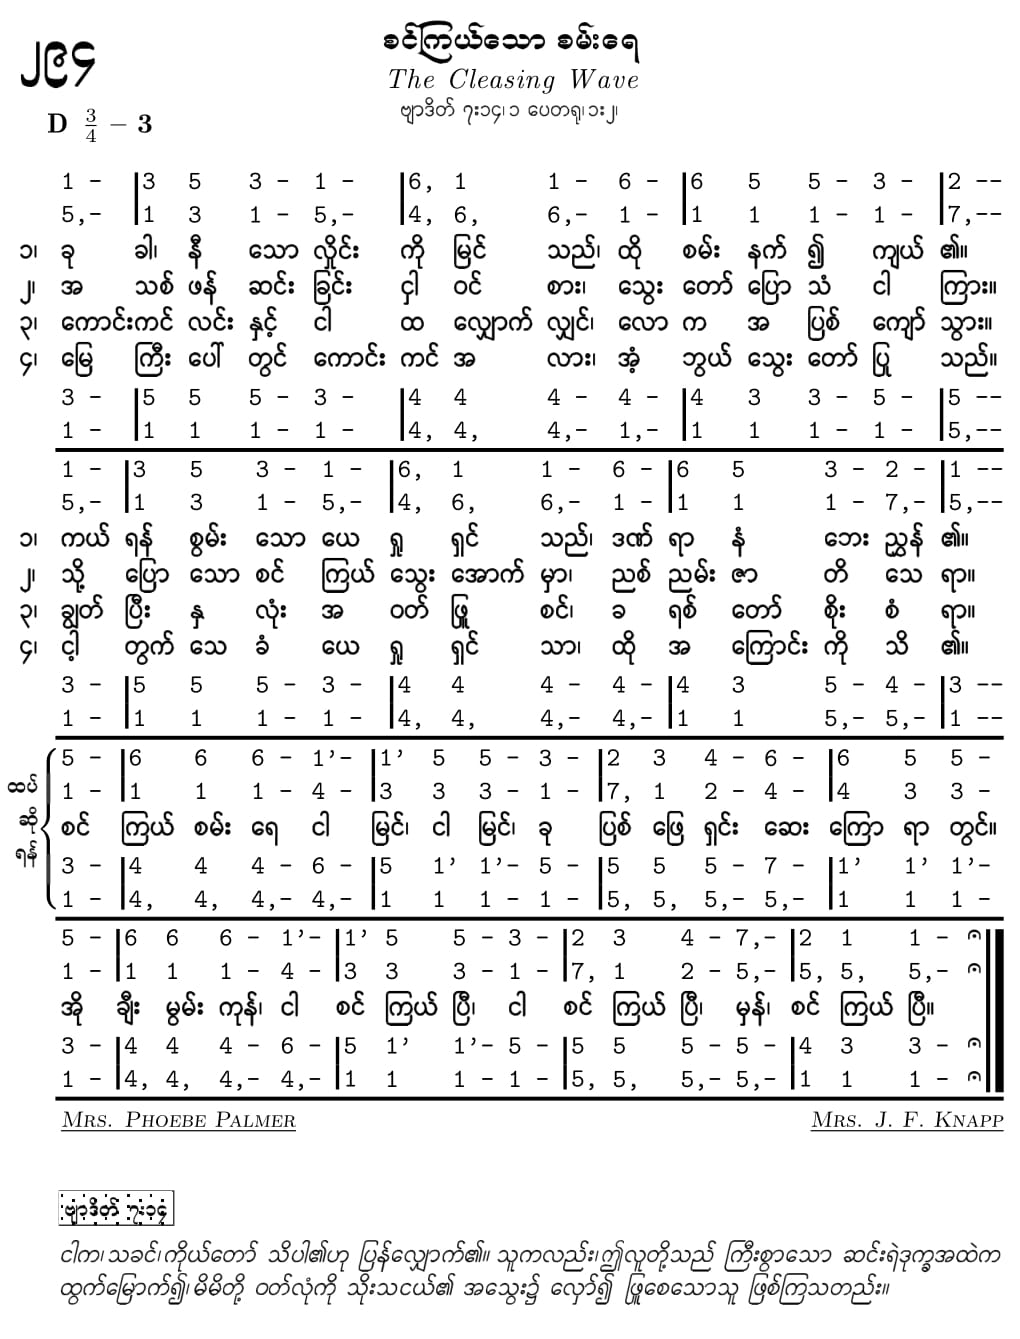 ၂၉၄
စင်ကြယ်သော စမ်းရေ
The Cleasing Wave
ဗျာဒိတ် ၇း၁၄၊ ၁ ပေတရု၊ ၁း၂။
D 3/4 – 3
1 - |3 5 3 - 1 - |6, 1 1 - 6 - |6 5 5 - 3 - |2 --
5,- |1 3 1 - 5,- |4, 6, 6,- 1 - |1 1 1 - 1 - |7,--
၁၊ ခု ခါ၊ နီ သော လှိုင်း ကို မြင် သည်၊ ထို စမ်း နက် ၍ ကျယ် ၏။
၂၊ အ သစ် ဖန် ဆင်း ခြင်း ငှါ ဝင် စား၊ သွေး တော် ပြော သံ ငါ ကြား။
၃၊ ကောင်းကင် လင်း နှင့် ငါ ထ လျှောက် လျှင်၊ လော က အ ပြစ် ကျော် သွား။
၄၊ မြေ ကြီး ပေါ် တွင် ကောင်း ကင် အ လား၊ အံ့ ဘွယ် သွေး တော် ပြု သည်။
3 - |5 5 5 - 3 - |4 4 4 - 4 - |4 3 3 - 5 - |5 --
1 - |1 1 1 - 1 - |4, 4, 4,- 1,- |1 1 1 - 1 - |5,--
1 - |3 5 3 - 1 - |6, 1 1 - 6 - |6 5 3 - 2 - |1 --
5,- |1 3 1 - 5,- |4, 6, 6,- 1 - |1 1 1 - 7,- |5,--
၁၊ ကယ် ရန် စွမ်း သော ယေ ရှု ရှင် သည်၊ ဒဏ် ရာ နံ ဘေး ညွှန် ၏။
၂၊ သို့ ပြော သော စင် ကြယ် သွေး အောက် မှာ၊ ညစ် ညမ်း ဇာ တိ သေ ရာ။
၃၊ ချွတ် ပြီး နှ လုံး အ ဝတ် ဖြူ စင်၊ ခ ရစ် တော် စိုး စံ ရာ။
၄၊ ငါ့ တွက် သေ ခံ ယေ ရှု ရှင် သာ၊ ထို အ ကြောင်း ကို သိ ၏။
3 - |5 5 5 - 3 - |4 4 4 - 4 - |4 3 5 - 4 - |3 --
1 - |1 1 1 - 1 - |4, 4, 4,- 4,- |1 1 5,- 5,- |1 --
5 - |6 6 6 - 1'- |1' 5 5 - 3 - |2 3 4 - 6 - |6 5 5 -
1 - |1 1 1 - 4 - |3 3 3 - 1 - |7, 1 2 - 4 - |4 3 3 -
ထပ် ဆို ရန် စင် ကြယ် စမ်း ရေ ငါ မြင်၊ ငါ မြင်၊ ခု ပြစ် ဖြေ ရှင်း ဆေး ကြော ရာ တွင်။
3 - |4 4 4 - 6 - |5 1' 1'- 5 - |5 5 5 - 7 - |1' 1' 1'-
1 - |4, 4, 4,- 4,- |1 1 1 - 1 - |5, 5, 5,- 5,- |1 1 1 -
5 - |6 6 6 - 1'- |1' 5 5 - 3 - |2 3 4 - 7,- |2 1 1 -
1 - |1 1 1 - 4 - |3 3 3 - 1 - |7, 1 2 - 5,- |5, 5, 5,-
အို ချီး မွမ်း ကုန်၊ ငါ စင် ကြယ် ပြီ၊ ငါ စင် ကြယ် ပြီ၊ မှန်၊ စင် ကြယ် ပြီ။
3 - |4 4 4 - 6 - |5 1' 1'- 5 - |5 5 5 - 5 - |4 3 3 -
1 - |4, 4, 4,- 4,- |1 1 1 - 1 - |5, 5, 5,- 5,- |1 1 1 -
Mrs. Phoebe Palmer Mrs. J. F. Knapp
ဗျာဒိတ် ၇း၁၄
ငါက၊ သခင်၊ ကိုယ်တော် သိပါ၏ဟု ပြန်လျှောက်၏။ သူကလည်း၊ ဤလူတို့သည် ကြီးစွာသော ဆင်းရဲဒုက္ခအထဲက
ထွက်မြောက်၍၊ မိမိတို့ ဝတ်လုံကို သိုးသငယ်၏ အသွေး၌ လျှော်၍ ဖြူစေသောသူ ဖြစ်ကြသတည်း။